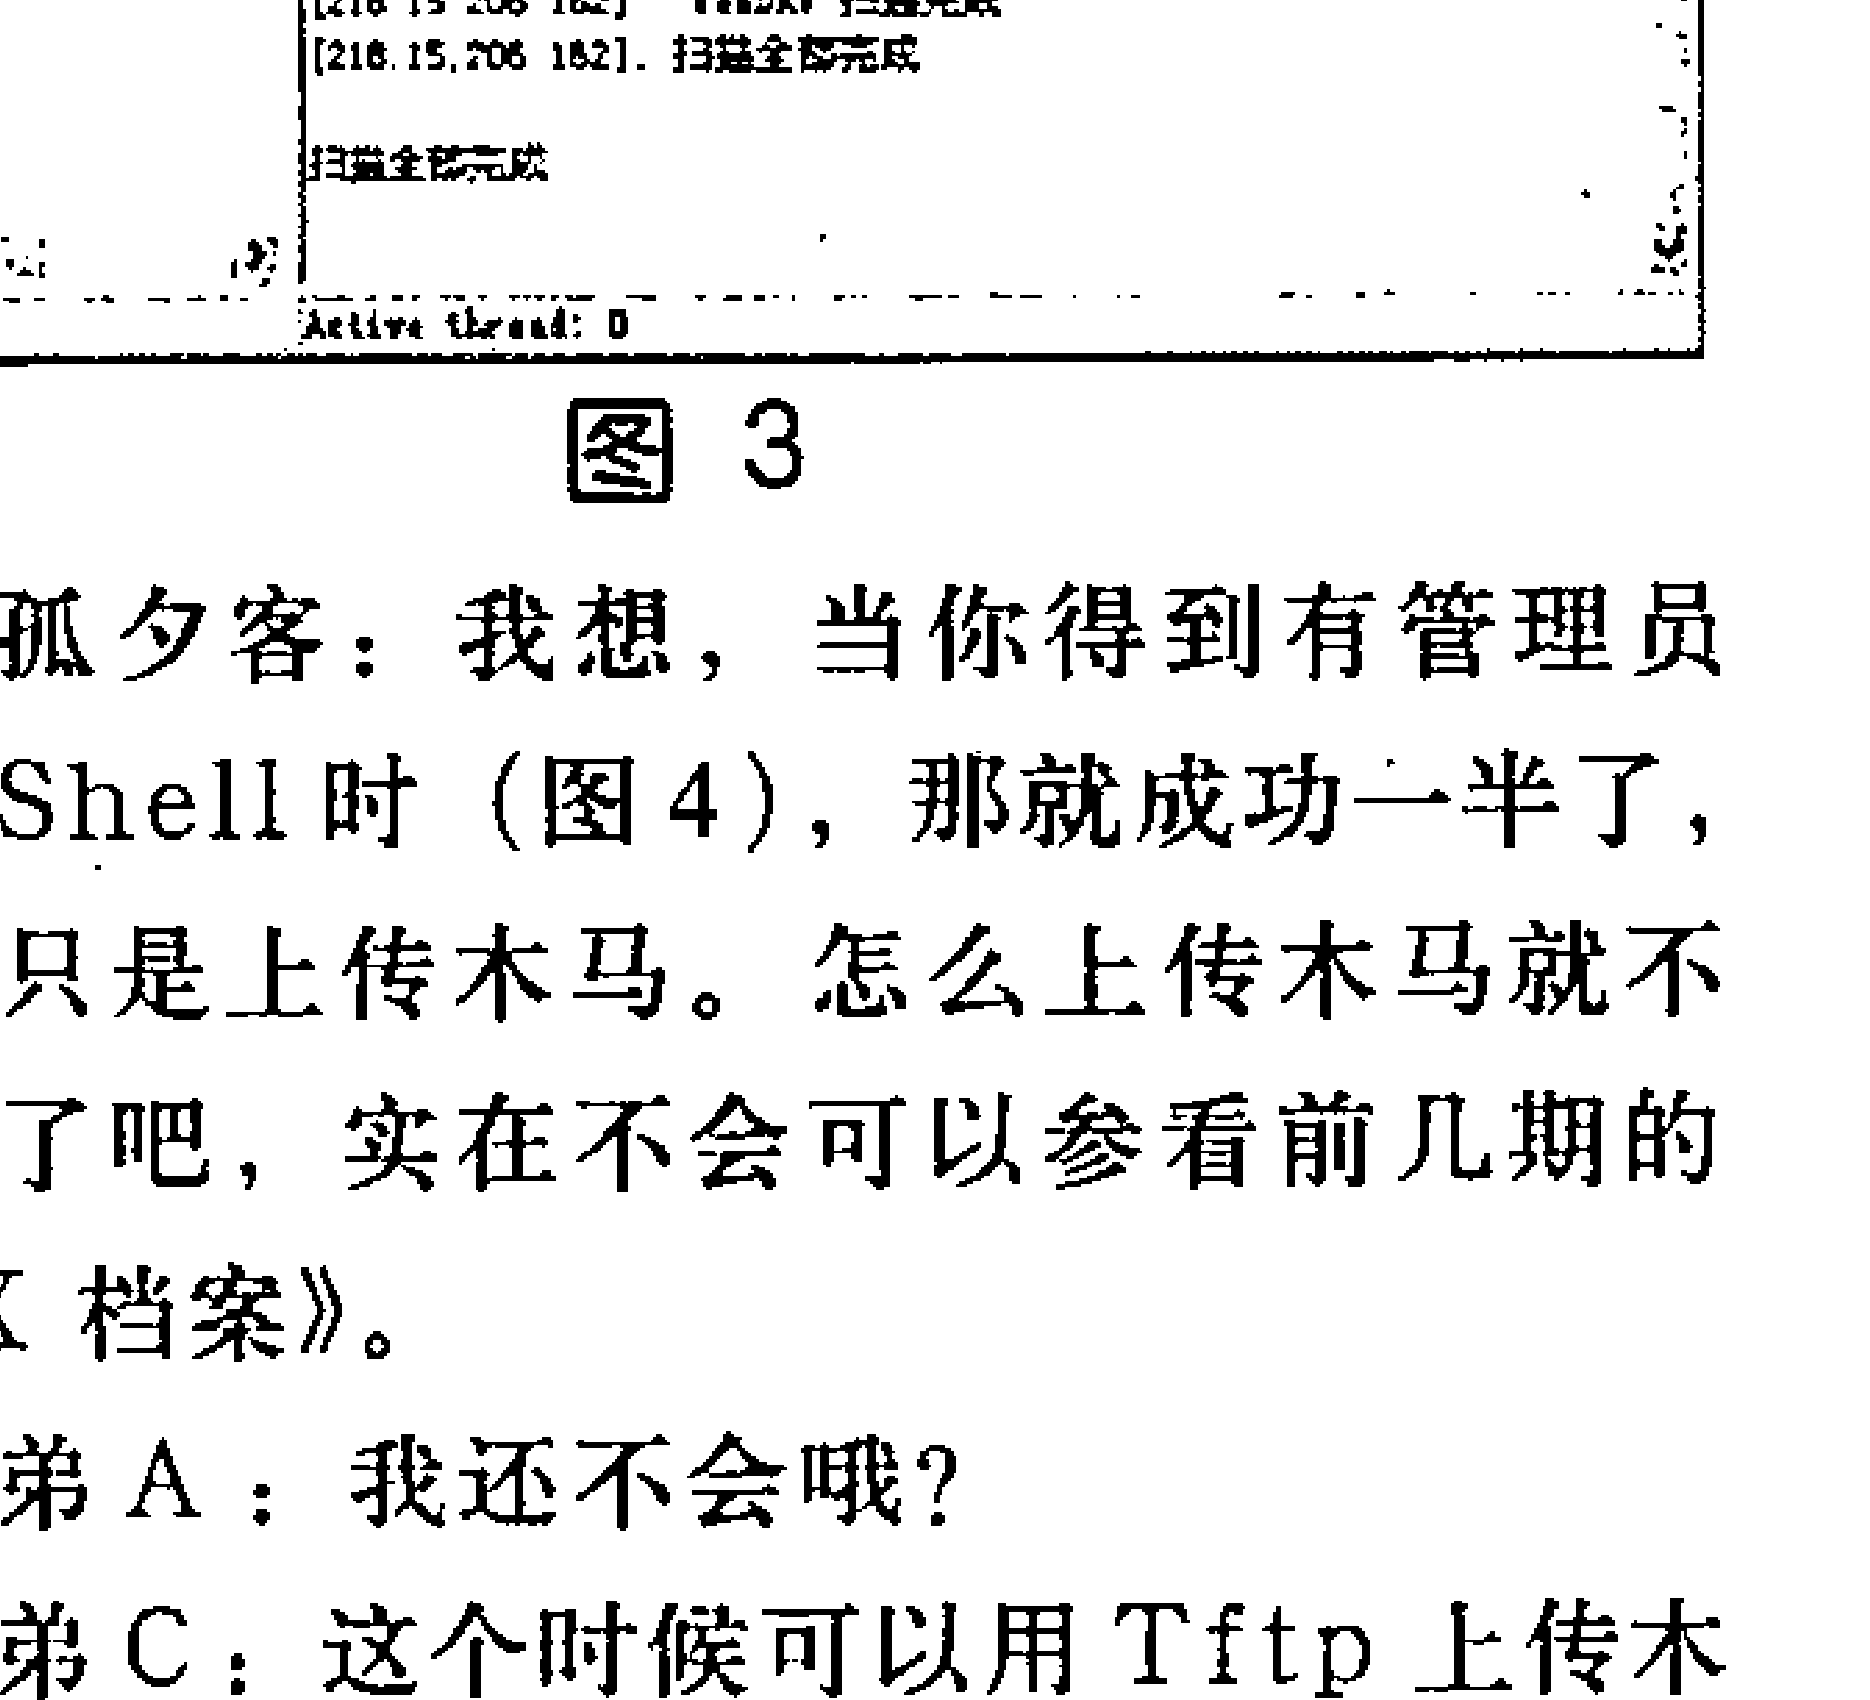 扫描完成
扫描全部完成
扫描全部完成
Active thread: 0
图 3
孤夕客：我想，当你得到有管理员
Shell 时（图 4），那就成功一半了，
只是上传木马。怎么上传木马就不
了吧，实在不会可以参看前几期的
X 档案》。
弟 A：我还不会哦?
弟 C：这个时候可以用 Tftp 上传木